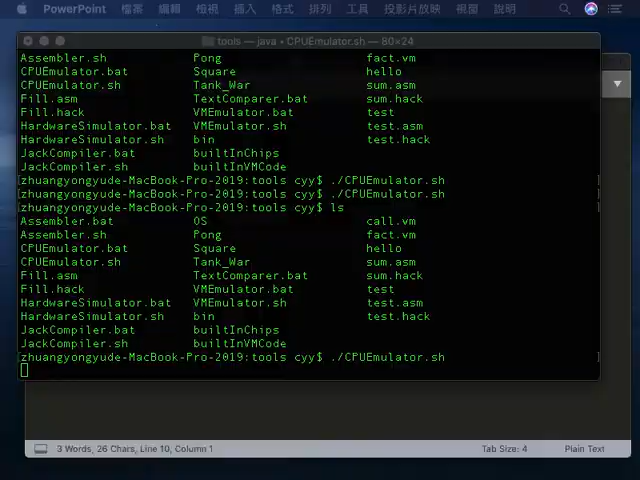 PowerPoint 檔案 編輯 檢視 插入 格式 排列 工具 投影片放映 視窗 說明
tools — java • CPUEmulator.sh — 80×24
Assembler.sh Pong fact.vm
CPUEmulator.bat Square hello
CPUEmulator.sh Tank_War sum.asm
Fill.asm TextComparer.bat sum.hack
Fill.hack VMEmulator.bat test
HardwareSimulator.bat VMEmulator.sh test.asm
HardwareSimulator.sh bin test.hack
JackCompiler.bat builtInChips
JackCompiler.sh builtInVMCode
[zhuangyongyude-MacBook-Pro-2019:tools cyy$ ./CPUEmulator.sh ]
[zhuangyongyude-MacBook-Pro-2019:tools cyy$ ./CPUEmulator.sh ]
[zhuangyongyude-MacBook-Pro-2019:tools cyy$ ls ]
Assembler.bat OS call.vm
Assembler.sh Pong fact.vm
CPUEmulator.bat Square hello
CPUEmulator.sh Tank_War sum.asm
Fill.asm TextComparer.bat sum.hack
Fill.hack VMEmulator.bat test
HardwareSimulator.bat VMEmulator.sh test.asm
HardwareSimulator.sh bin test.hack
JackCompiler.bat builtInChips
JackCompiler.sh builtInVMCode
[zhuangyongyude-MacBook-Pro-2019:tools cyy$ ./CPUEmulator.sh ]
3 Words, 26 Chars, Line 10, Column 1 Tab Size: 4 Plain Text